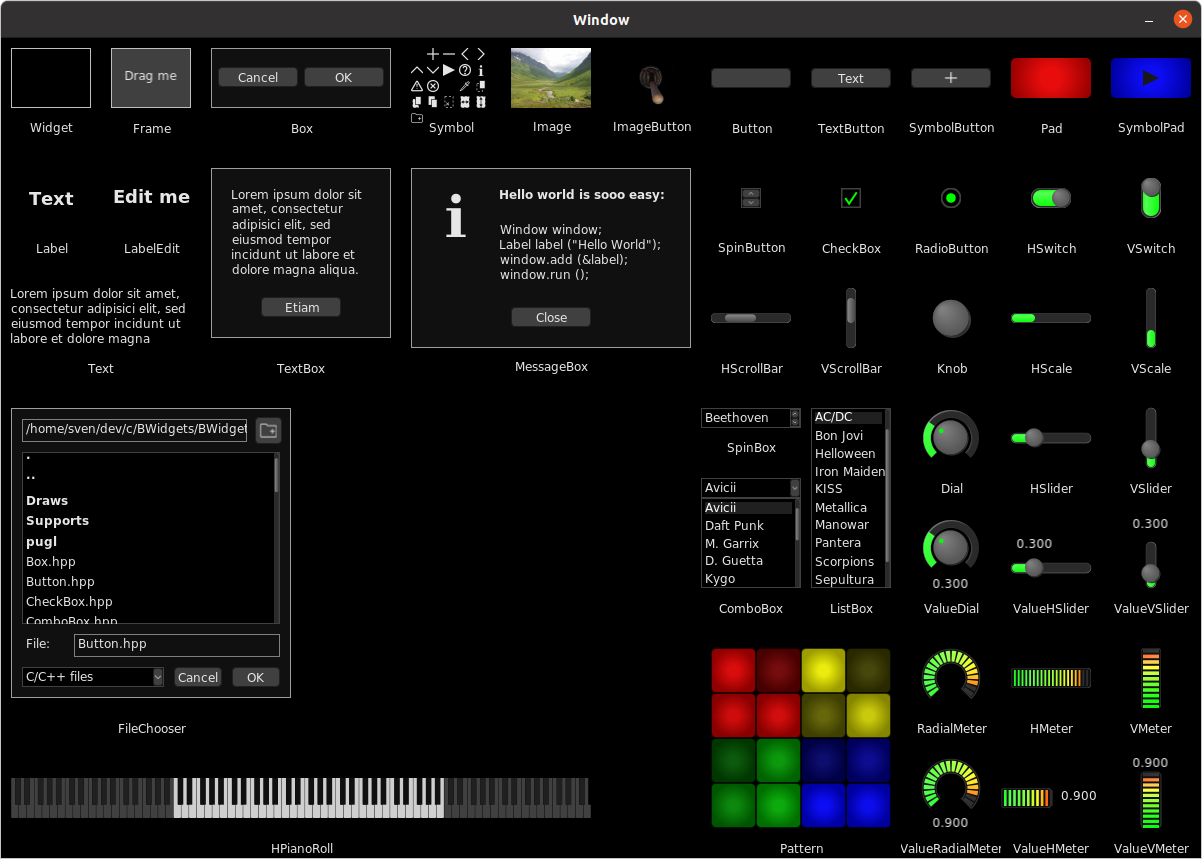 Window
Drag me
Cancel
OK
Text
Widget
Frame
Box
Symbol
Image
ImageButton
Button
TextButton
SymbolButton
Pad
SymbolPad
Text
Edit me
Label
LabelEdit
Lorem ipsum dolor sit
amet, consectetur
adipisici elit, sed
eiusmod tempor
incidunt ut labore et
dolore magna aliqua.
Etiam
Hello world is sooo easy:
Window window;
Label label ("Hello World");
window.add (&label);
window.run ();
Close
SpinButton
CheckBox
RadioButton
HSwitch
VSwitch
Lorem ipsum dolor sit amet,
consectetur adipisici elit, sed
eiusmod tempor incidunt ut
labore et dolore magna
Text
TextBox
MessageBox
HScrollBar
VScrollBar
Knob
HScale
VScale
/home/sven/dev/c/BWidgets/BWidget
.
..
Draws
Supports
pugl
Box.hpp
Button.hpp
CheckBox.hpp
ComboBox.hpp
File:
Button.hpp
C/C++ files
Cancel
OK
FileChooser
Beethoven
SpinBox
Avicii
Avicii
Daft Punk
M. Garrix
D. Guetta
Kygo
ComboBox
AC/DC
Bon Jovi
Helloween
Iron Maiden
KISS
Metallica
Manowar
Pantera
Scorpions
Sepultura
ListBox
Dial
HSlider
VSlider
0.300
0.300
0.300
ValueDial
ValueHSlider
ValueVSlider
RadialMeter
HMeter
VMeter
0.900
0.900
0.900
HPianoRoll
Pattern
ValueRadialMeter
ValueHMeter
ValueVMeter